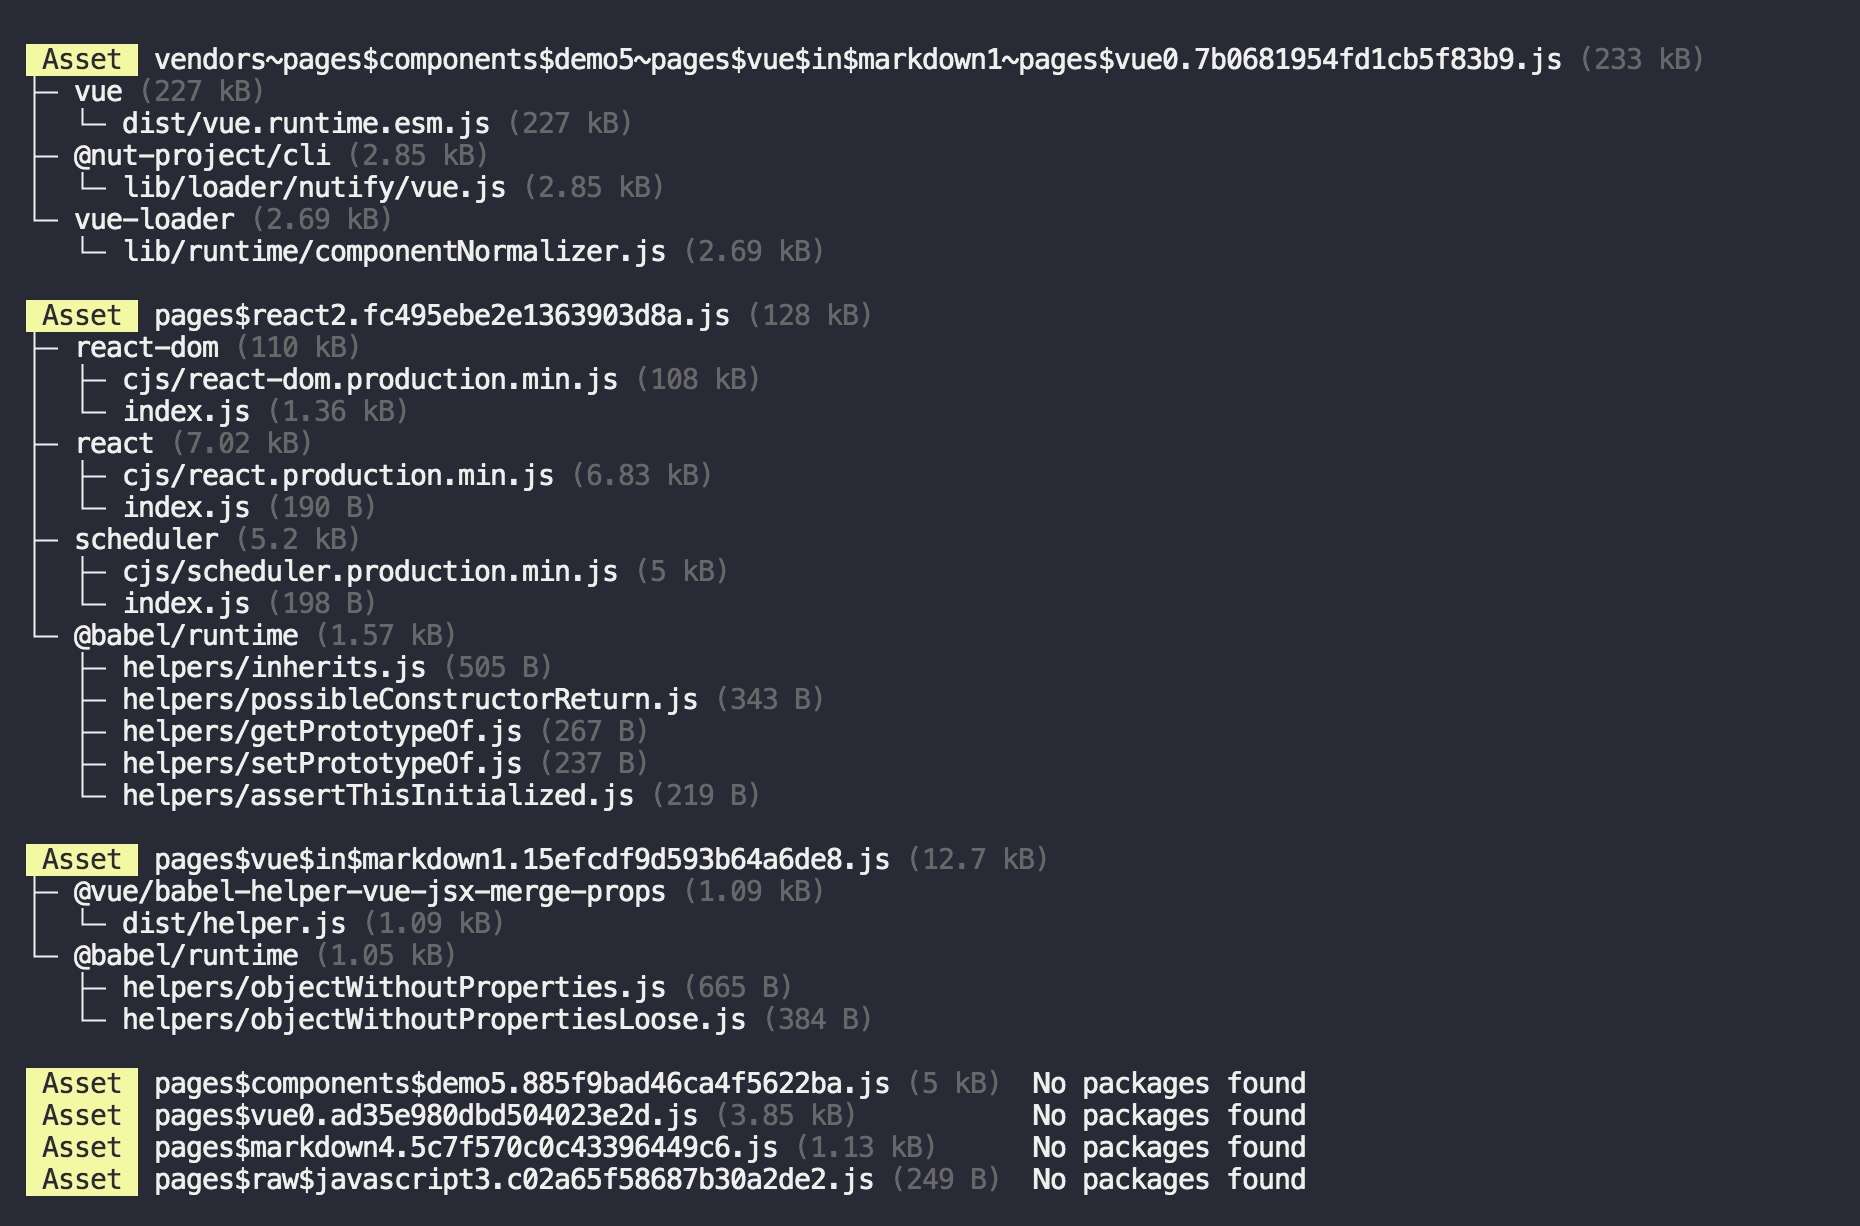 Asset vendors~pages$components$demo5~pages$vue$in$markdown1~pages$vue0.7b0681954fd1cb5f83b9.js (233 kB)
├─ vue (227 kB)
│  └─ dist/vue.runtime.esm.js (227 kB)
├─ @nut-project/cli (2.85 kB)
│  └─ lib/loader/nutify/vue.js (2.85 kB)
└─ vue-loader (2.69 kB)
   └─ lib/runtime/componentNormalizer.js (2.69 kB)

Asset pages$react2.fc495ebe2e1363903d8a.js (128 kB)
├─ react-dom (110 kB)
│  ├─ cjs/react-dom.production.min.js (108 kB)
│  └─ index.js (1.36 kB)
├─ react (7.02 kB)
│  ├─ cjs/react.production.min.js (6.83 kB)
│  └─ index.js (190 B)
├─ scheduler (5.2 kB)
│  ├─ cjs/scheduler.production.min.js (5 kB)
│  └─ index.js (198 B)
└─ @babel/runtime (1.57 kB)
   ├─ helpers/inherits.js (505 B)
   ├─ helpers/possibleConstructorReturn.js (343 B)
   ├─ helpers/getPrototypeOf.js (267 B)
   ├─ helpers/setPrototypeOf.js (237 B)
   └─ helpers/assertThisInitialized.js (219 B)

Asset pages$vue$in$markdown1.15efcdf9d593b64a6de8.js (12.7 kB)
├─ @vue/babel-helper-vue-jsx-merge-props (1.09 kB)
│  └─ dist/helper.js (1.09 kB)
└─ @babel/runtime (1.05 kB)
   ├─ helpers/objectWithoutProperties.js (665 B)
   └─ helpers/objectWithoutPropertiesLoose.js (384 B)

Asset pages$components$demo5.885f9bad46ca4f5622ba.js (5 kB)  No packages found
Asset pages$vue0.ad35e980dbd504023e2d.js (3.85 kB)  No packages found
Asset pages$markdown4.5c7f570c0c43396449c6.js (1.13 kB)  No packages found
Asset pages$raw$javascript3.c02a65f58687b30a2de2.js (249 B)  No packages found